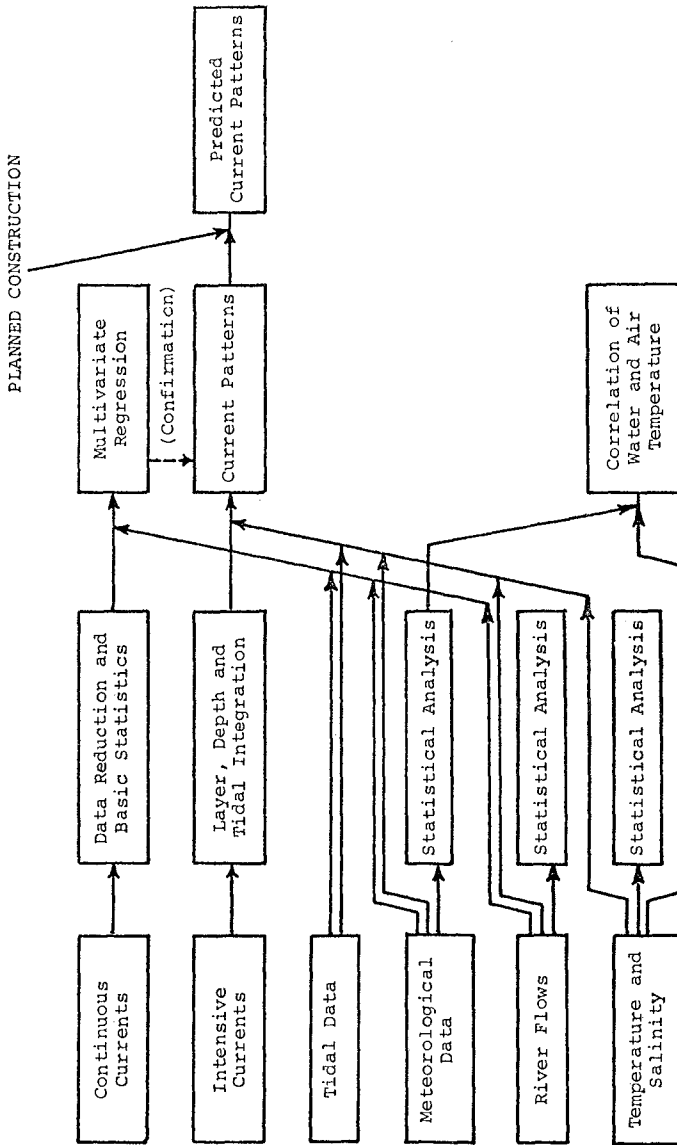 PLANNED CONSTRUCTION
Continuous
Currents
Data Reduction and
Basic Statistics
Multivariate
Regression
(Confirmation)
Intensive
Currents
Layer, Depth and
Tidal Integration
Current Patterns
Predicted
Current Patterns
Tidal Data
Meteorological
Data
Statistical Analysis
River Flows
Statistical Analysis
Temperature and
Salinity
Statistical Analysis
Correlation of
Water and Air
Temperature